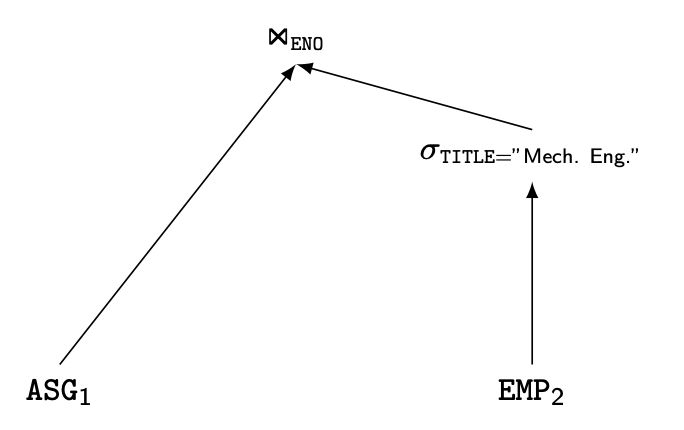 ⋈ENO
σTITLE=”Mech. Eng.”
ASG1
EMP2